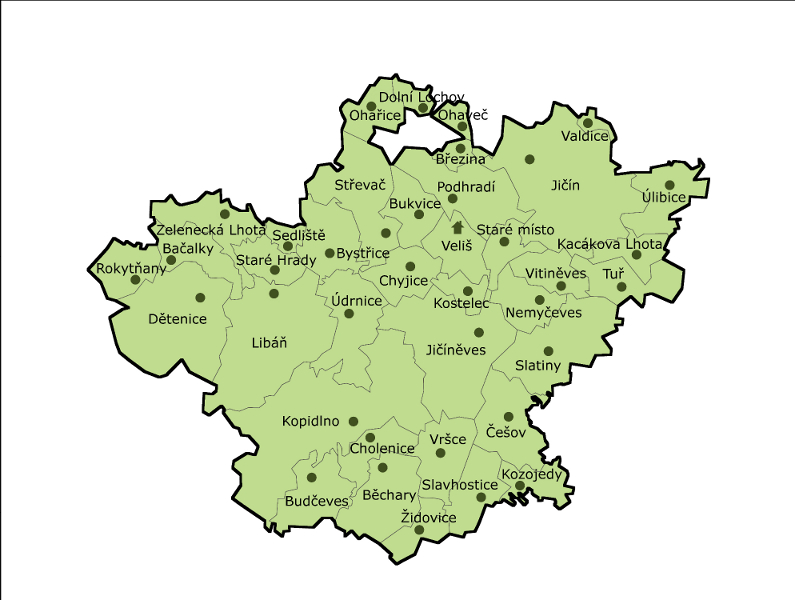 Dolní Lochov
Ohařice
Ohaveč
Valdice
Březina
Střevač
Podhradí
Jičín
Úlibice
Bukvice
Zelenecká Lhota
Sedliště
Staré místo
Veliš
Kacákova Lhota
Bačalky
Bystřice
Staré Hrady
Rokytňany
Chyjice
Vitiněves
Tuř
Údrnice
Kostelec
Nemyčeves
Dětenice
Libáň
Jičíněves
Slatiny
Kopidlno
Češov
Vršce
Cholenice
Kozojedy
Slavhostice
Běchary
Budčeves
Židovice